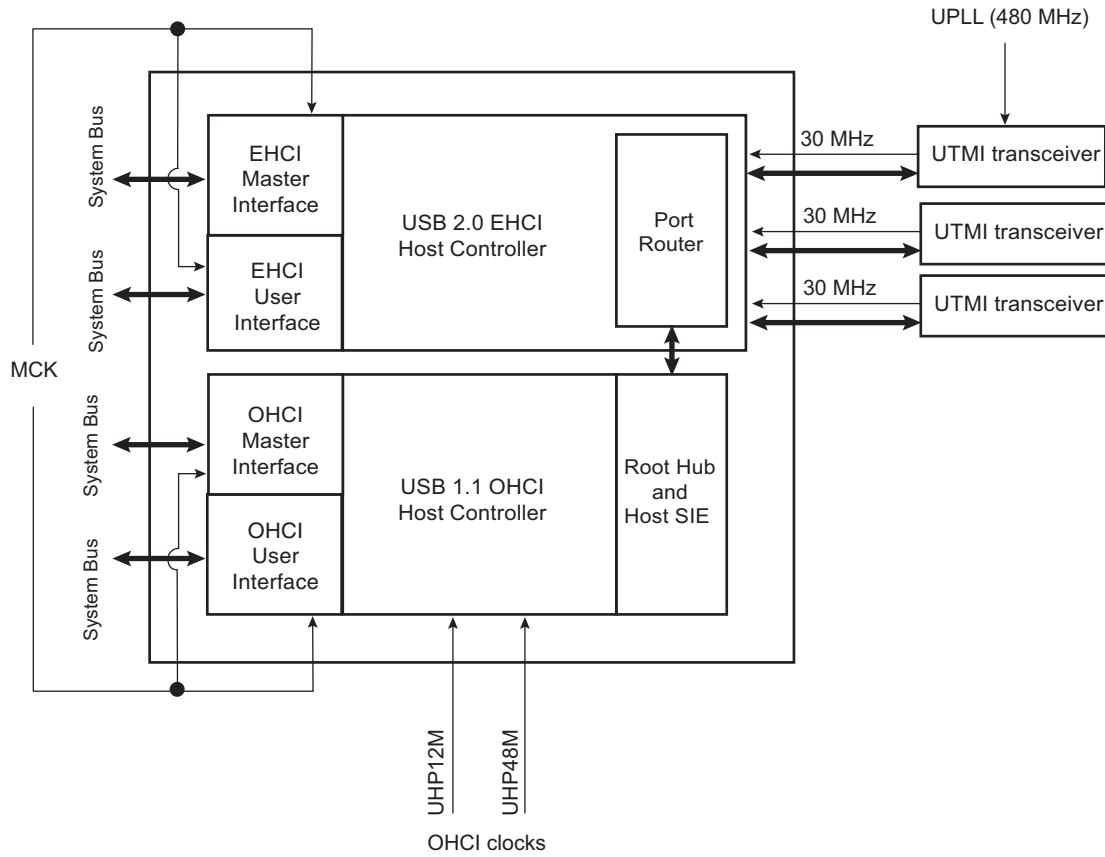 UPLL (480 MHz)
System Bus
EHCI
Master
Interface
USB 2.0 EHCI
Host Controller
Port
Router
30 MHz
UTMI transceiver
30 MHz
UTMI transceiver
System Bus
EHCI
User
Interface
30 MHz
UTMI transceiver
MCK
System Bus
OHCI
Master
Interface
USB 1.1 OHCI
Host Controller
Root Hub
and
Host SIE
System Bus
OHCI
User
Interface
UHP12M
UHP48M
OHCI clocks